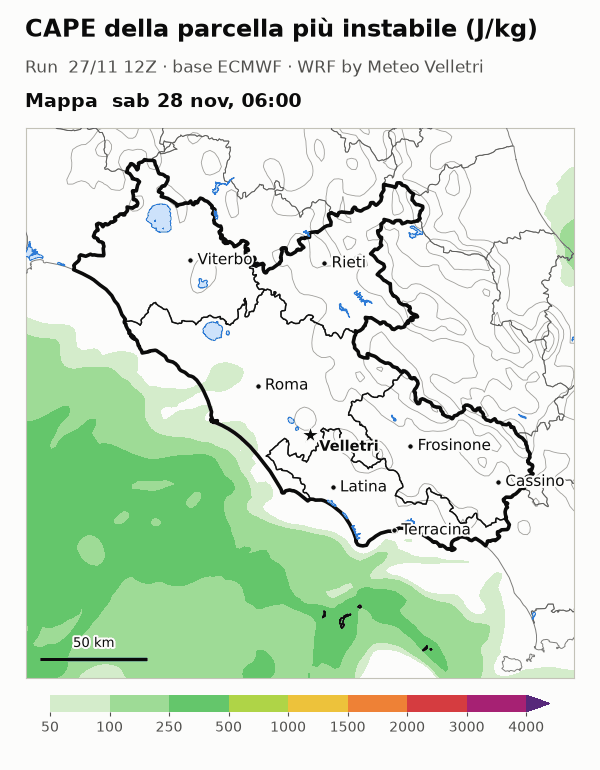 CAPE della parcella più instabile (J/kg)
Run  27/11 12Z · base ECMWF · WRF by Meteo Velletri
Mappa  sab 28 nov, 06:00
Viterbo
Rieti
Roma
Velletri
Frosinone
Cassino
Latina
Terracina
50 km
50 100 250 500 1000 1500 2000 3000 4000